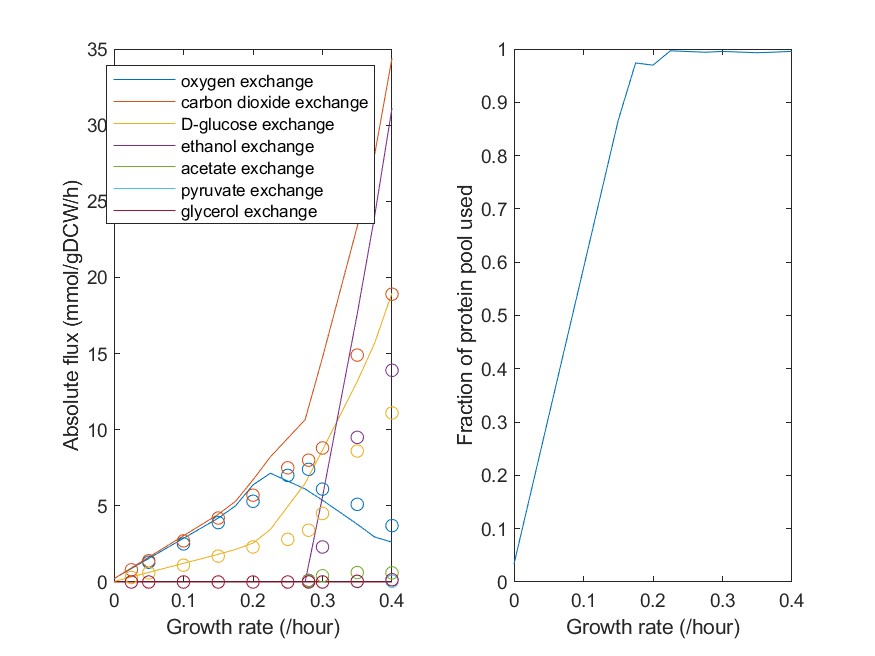 35
30
25
20
15
10
5
0
Absolute flux (mmol/gDCW/h)
oxygen exchange
carbon dioxide exchange
D-glucose exchange
ethanol exchange
acetate exchange
pyruvate exchange
glycerol exchange
0 0.1 0.2 0.3 0.4
Growth rate (/hour)
1
0.9
0.8
0.7
0.6
0.5
0.4
0.3
0.2
0.1
0
Fraction of protein pool used
0 0.1 0.2 0.3 0.4
Growth rate (/hour)